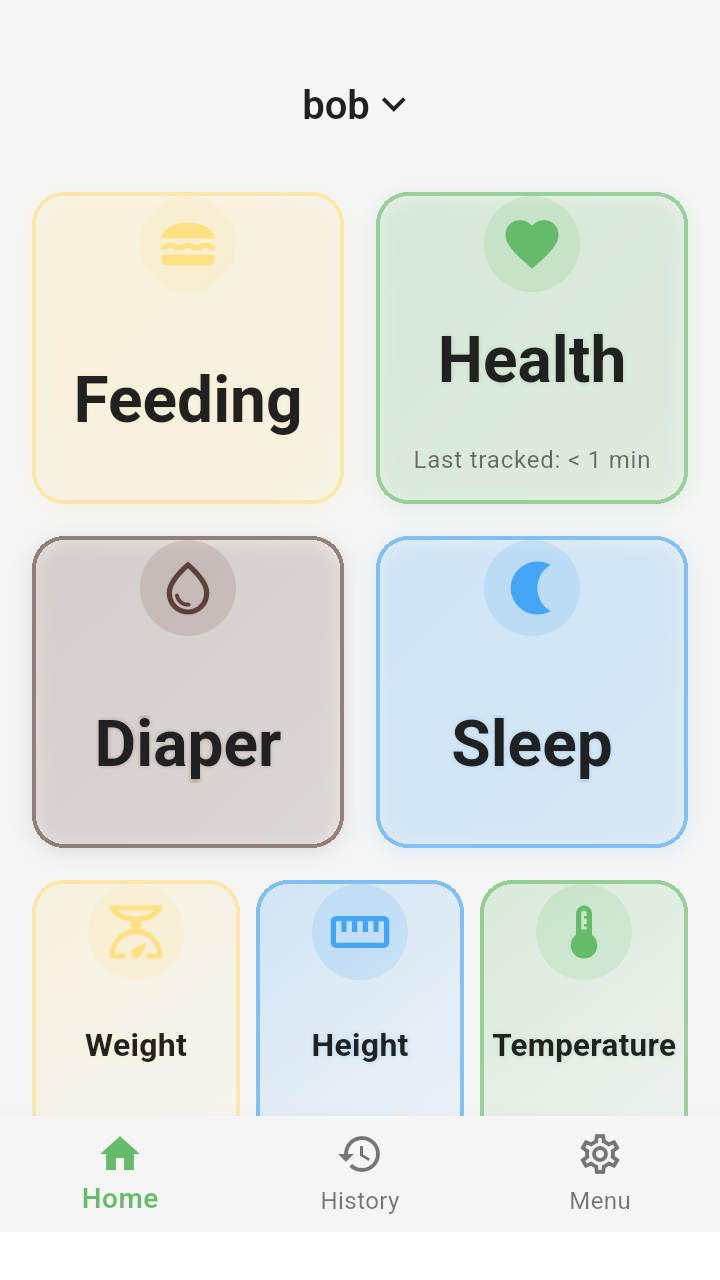 bob
Feeding
Health
Last tracked: < 1 min
Diaper
Sleep
Weight
Height
Temperature
Home
History
Menu